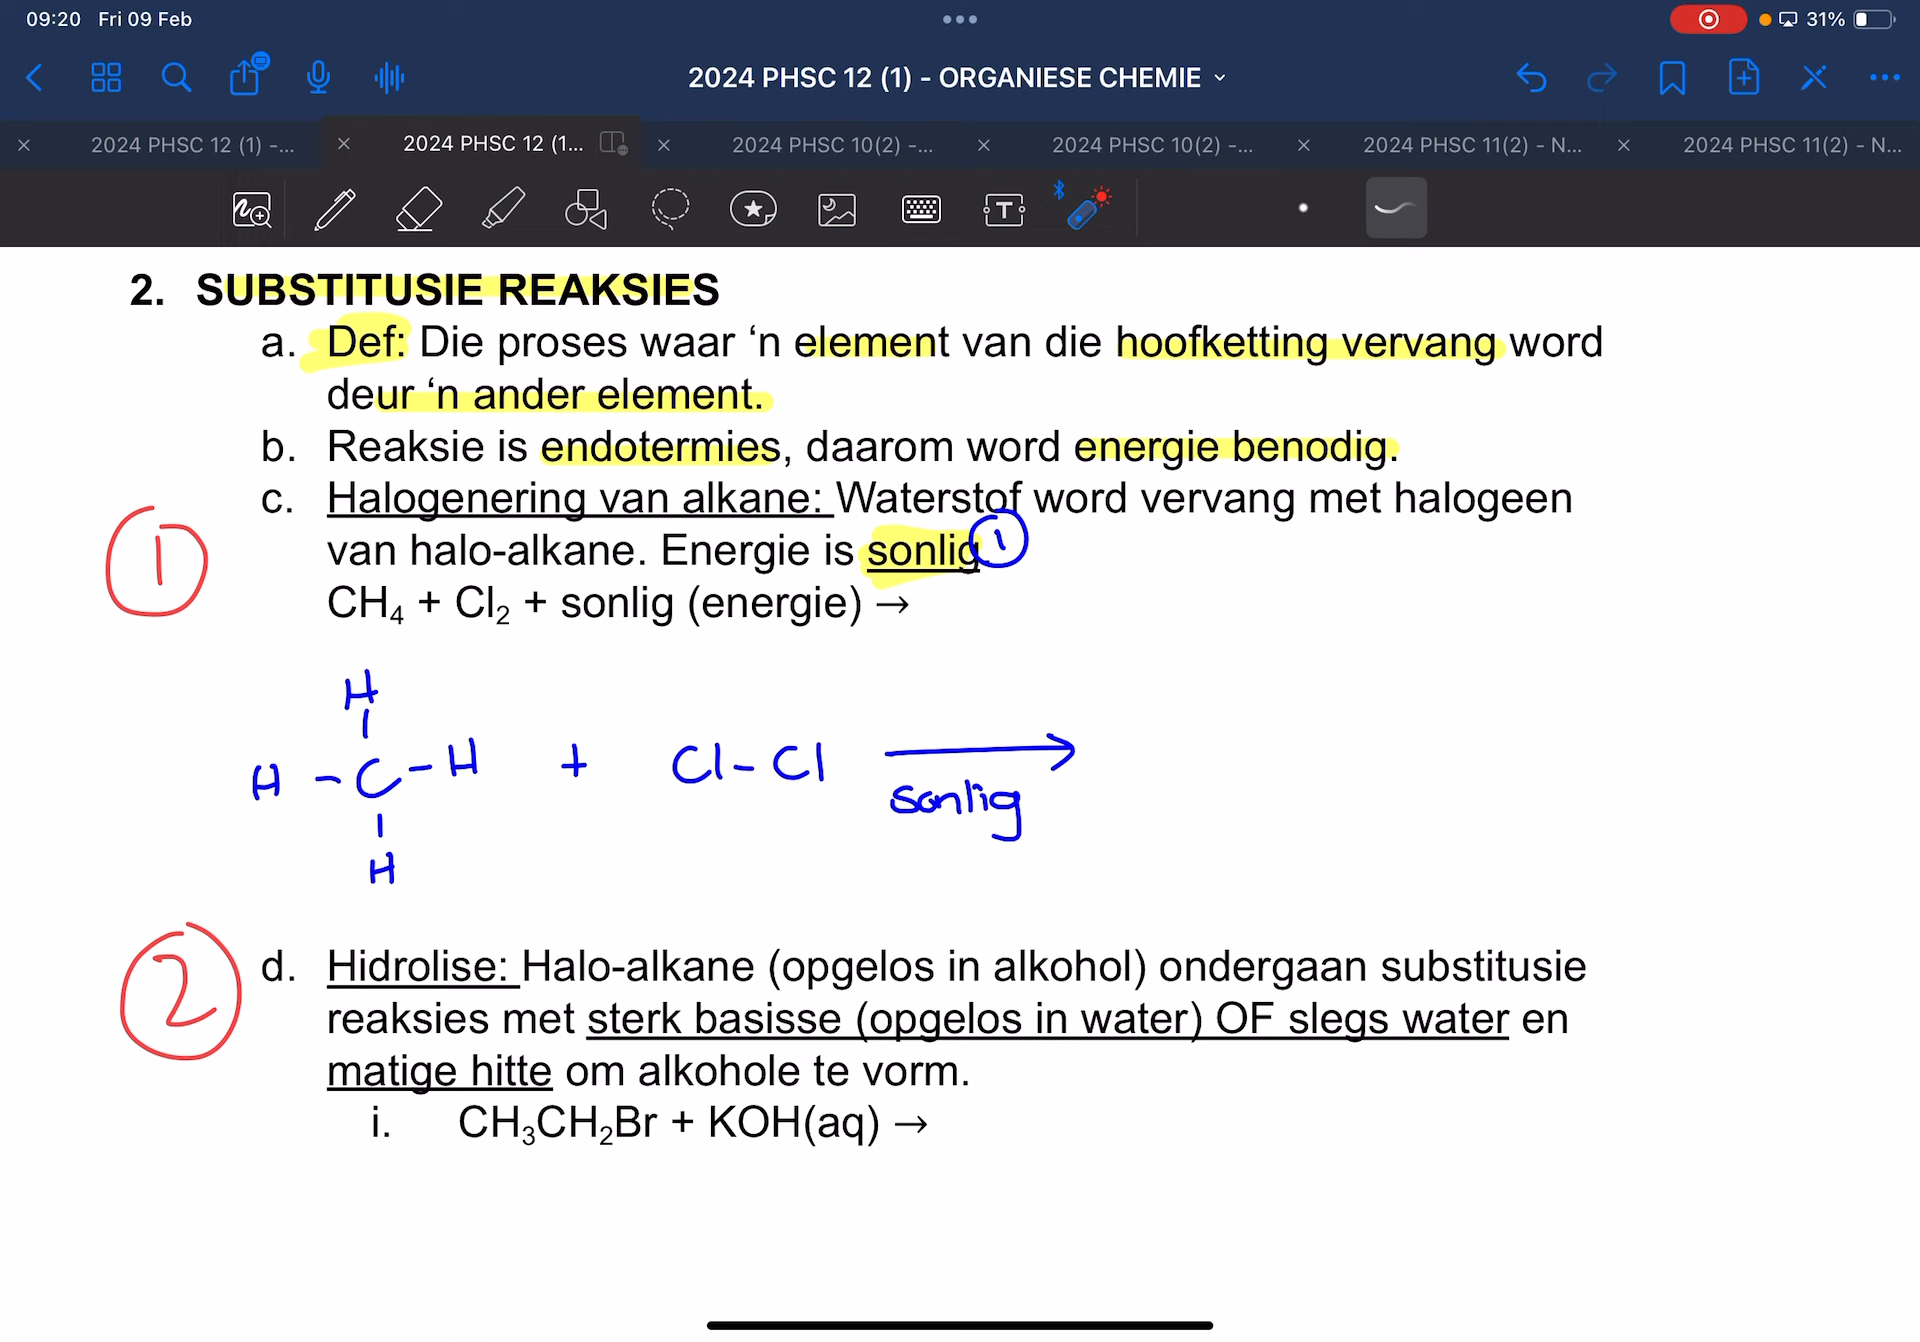 09:20 Fri 09 Feb
31%
2024 PHSC 12 (1) - ORGANIESE CHEMIE
2024 PHSC 12 (1) -... 2024 PHSC 12 (1... 2024 PHSC 10(2) -... 2024 PHSC 10(2) -... 2024 PHSC 11(2) - N... 2024 PHSC 11(2) - N...
2. SUBSTITUSIE REAKSIES
a. Def: Die proses waar ‘n element van die hoofketting vervang word
deur ‘n ander element.
b. Reaksie is endotermies, daarom word energie benodig.
c. Halogenering van alkane: Waterstof word vervang met halogeen
1 van halo-alkane. Energie is sonlig 1
CH₄ + Cl₂ + sonlig (energie) →
H
H - C - H + Cl - Cl →
sonlig
H
2 d. Hidrolise: Halo-alkane (opgelos in alkohol) ondergaan substitusie
reaksies met sterk basisse (opgelos in water) OF slegs water en
matige hitte om alkohole te vorm.
i. CH₃CH₂Br + KOH(aq) →